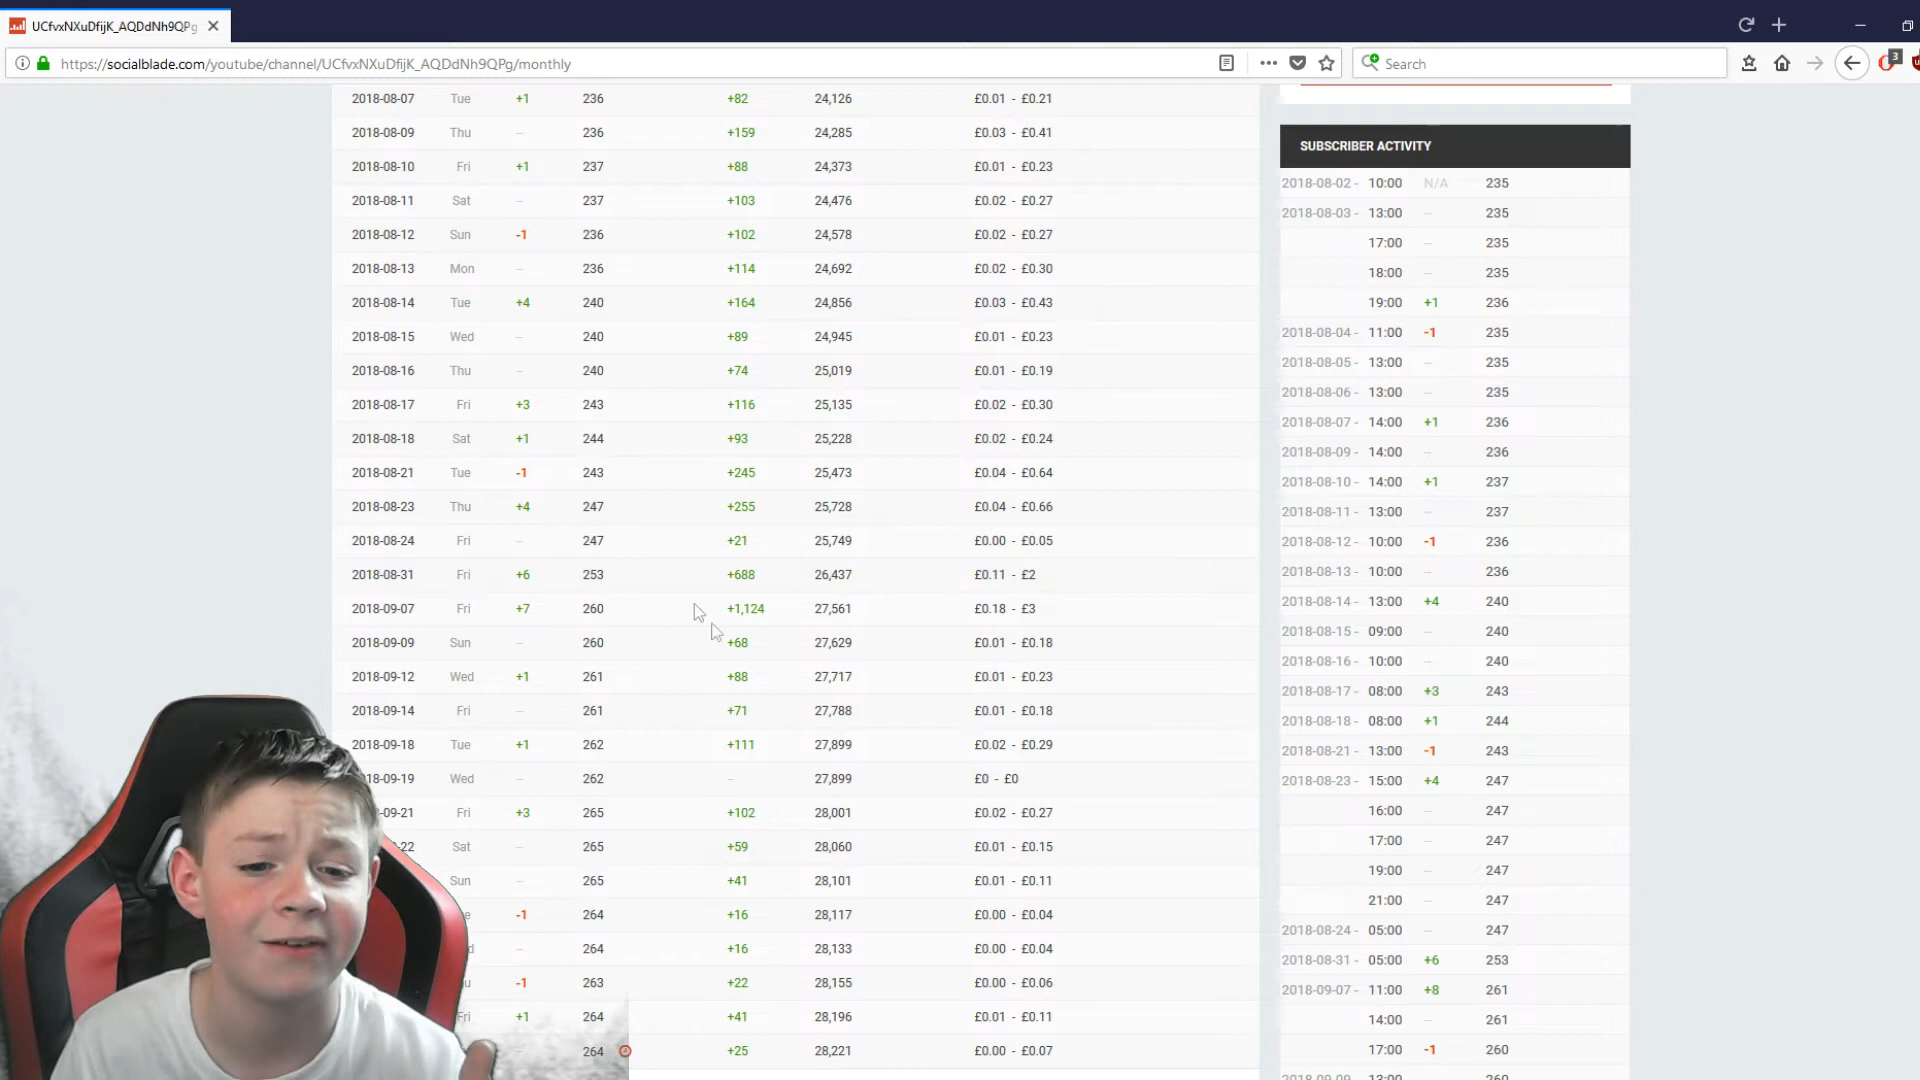 UCfvxNXuDfijK_AQDdNh9QPg
https://socialblade.com/youtube/channel/UCfvxNXuDfijK_AQDdNh9QPg/monthly
Search
3
2018-08-07 Tue +1 236 +82 24,126 £0.01 - £0.21
2018-08-09 Thu -- 236 +159 24,285 £0.03 - £0.41
2018-08-10 Fri +1 237 +88 24,373 £0.01 - £0.23
2018-08-11 Sat -- 237 +103 24,476 £0.02 - £0.27
2018-08-12 Sun -1 236 +102 24,578 £0.02 - £0.27
2018-08-13 Mon -- 236 +114 24,692 £0.02 - £0.30
2018-08-14 Tue +4 240 +164 24,856 £0.03 - £0.43
2018-08-15 Wed -- 240 +89 24,945 £0.01 - £0.23
2018-08-16 Thu -- 240 +74 25,019 £0.01 - £0.19
2018-08-17 Fri +3 243 +116 25,135 £0.02 - £0.30
2018-08-18 Sat +1 244 +93 25,228 £0.02 - £0.24
2018-08-21 Tue -1 243 +245 25,473 £0.04 - £0.64
2018-08-23 Thu +4 247 +255 25,728 £0.04 - £0.66
2018-08-24 Fri -- 247 +21 25,749 £0.00 - £0.05
2018-08-31 Fri +6 253 +688 26,437 £0.11 - £2
2018-09-07 Fri +7 260 +1,124 27,561 £0.18 - £3
2018-09-09 Sun -- 260 +68 27,629 £0.01 - £0.18
2018-09-12 Wed +1 261 +88 27,717 £0.01 - £0.23
2018-09-14 Fri -- 261 +71 27,788 £0.01 - £0.18
2018-09-18 Tue +1 262 +111 27,899 £0.02 - £0.29
8-09-19 Wed -- 262 -- 27,899 £0 - £0
-09-21 Fri +3 265 +102 28,001 £0.02 - £0.27
-22 Sat -- 265 +59 28,060 £0.01 - £0.15
Sun -- 265 +41 28,101 £0.01 - £0.11
e -1 264 +16 28,117 £0.00 - £0.04
d -- 264 +16 28,133 £0.00 - £0.04
u -1 263 +22 28,155 £0.00 - £0.06
Fri +1 264 +41 28,196 £0.01 - £0.11
-- 264 +25 28,221 £0.00 - £0.07
SUBSCRIBER ACTIVITY
2018-08-02 - 10:00 N/A 235
2018-08-03 - 13:00 -- 235
17:00 -- 235
18:00 -- 235
19:00 +1 236
2018-08-04 - 11:00 -1 235
2018-08-05 - 13:00 -- 235
2018-08-06 - 13:00 -- 235
2018-08-07 - 14:00 +1 236
2018-08-09 - 14:00 -- 236
2018-08-10 - 14:00 +1 237
2018-08-11 - 13:00 -- 237
2018-08-12 - 10:00 -1 236
2018-08-13 - 10:00 -- 236
2018-08-14 - 13:00 +4 240
2018-08-15 - 09:00 -- 240
2018-08-16 - 10:00 -- 240
2018-08-17 - 08:00 +3 243
2018-08-18 - 08:00 +1 244
2018-08-21 - 13:00 -1 243
2018-08-23 - 15:00 +4 247
16:00 -- 247
17:00 -- 247
19:00 -- 247
21:00 -- 247
2018-08-24 - 05:00 -- 247
2018-08-31 - 05:00 +6 253
2018-09-07 - 11:00 +8 261
14:00 -- 261
17:00 -1 260
2018-09-09 - 13:00 -- 260